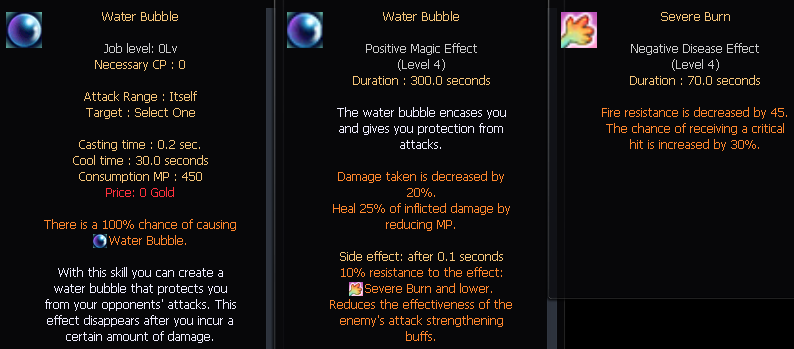 Water Bubble
Job level: 0Lv
Necessary CP : 0
Attack Range : Itself
Target : Select One
Casting time : 0.2 sec.
Cool time : 30.0 seconds
Consumption MP : 450
Price: 0 Gold
There is a 100% chance of causing
Water Bubble.
With this skill you can create a
water bubble that protects you
from your opponents' attacks. This
effect disappears after you incur a
certain amount of damage.
Water Bubble
Positive Magic Effect
(Level 4)
Duration : 300.0 seconds
The water bubble encases you
and gives you protection from
attacks.
Damage taken is decreased by
20%.
Heal 25% of inflicted damage by
reducing MP.
Side effect: after 0.1 seconds
10% resistance to the effect:
Severe Burn and lower.
Reduces the effectiveness of the
enemy's attack strengthening
buffs.
Severe Burn
Negative Disease Effect
(Level 4)
Duration : 70.0 seconds
Fire resistance is decreased by 45.
The chance of receiving a critical
hit is increased by 30%.